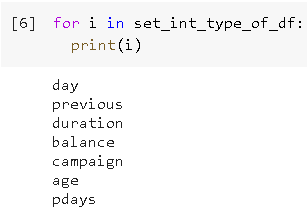 [6] for i in set_int_type_of_df:
print(i)
day
previous
duration
balance
campaign
age
pdays